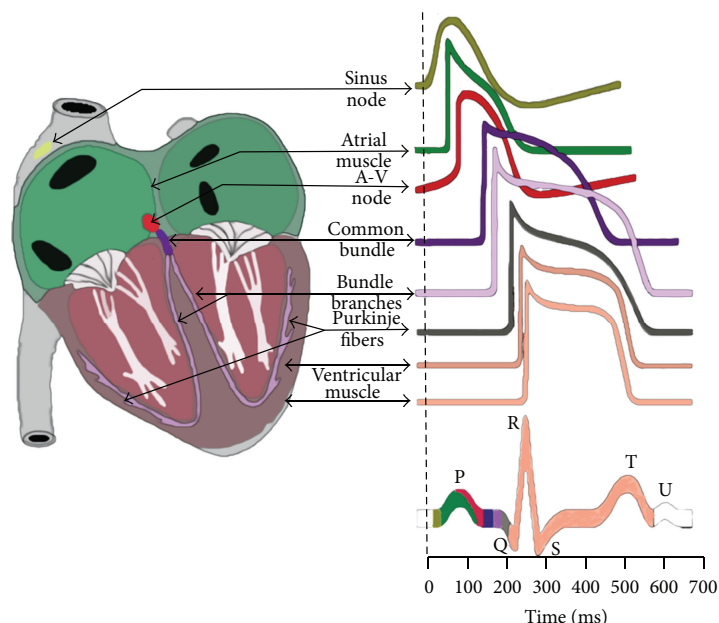 Sinus
node
Atrial
muscle
A-V
node
Common
bundle
Bundle
branches
Purkinje
fibers
Ventricular
muscle
R
P
T
U
Q
S
0 100 200 300 400 500 600 700
Time (ms)